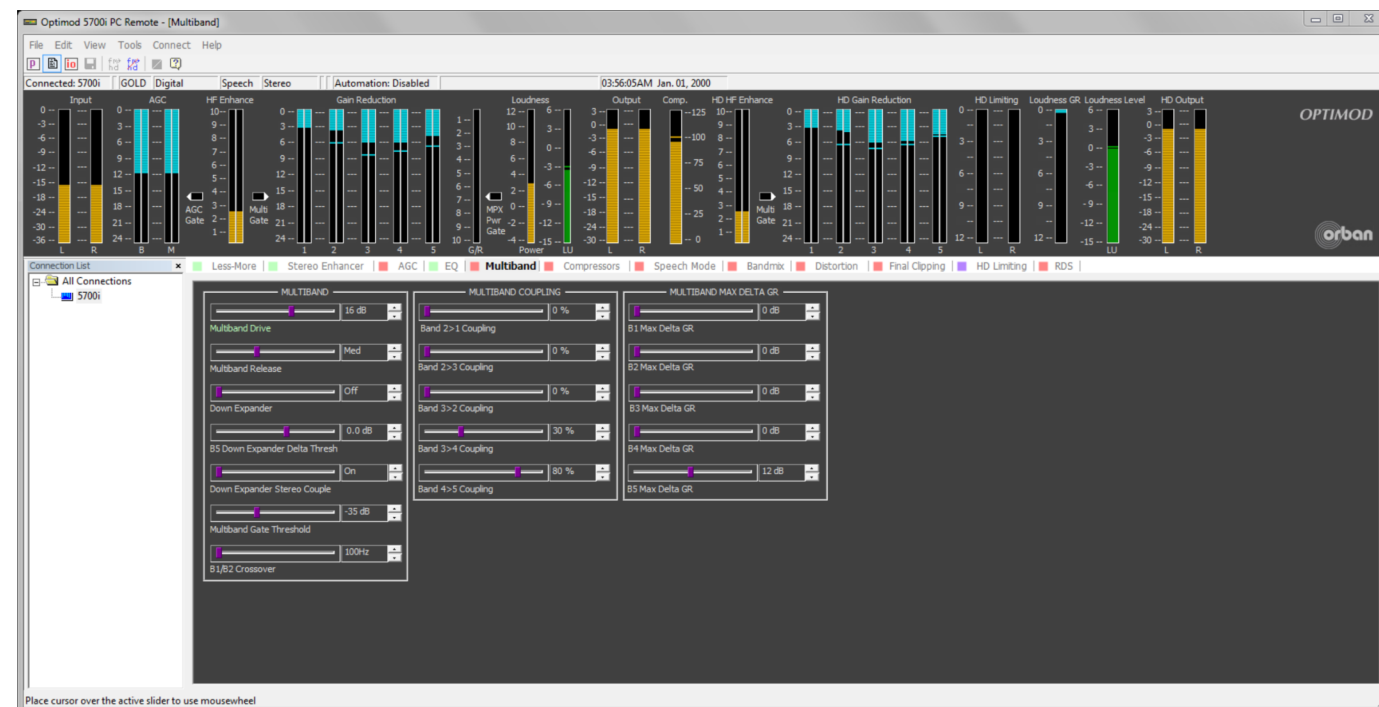 Optimod 5700i PC Remote - [Multiband]
File Edit View Tools Connect Help
Connected: 5700i GOLD Digital Speech Stereo Automation: Disabled 03:56:05AM Jan. 01, 2000
Input AGC HF Enhance Gain Reduction Loudness Output Comp. HD HF Enhance HD Gain Reduction HD Limiting Loudness GR Loudness Level HD Output
OPTIMOD
AGC Gate
Multi Gate
MPX Pwr Gate
Multi Gate
orban
L R B M 1 2 3 4 5 G/R Power LU L R 1 2 3 4 5 L R LU L R
Connection List x Less-More Stereo Enhancer AGC EQ Multiband Compressors Speech Mode Bandmix Distortion Final Clipping HD Limiting RDS
All Connections
5700i
MULTIBAND
16 dB
Multiband Drive
Med
Multiband Release
Off
Down Expander
0.0 dB
B5 Down Expander Delta Thresh
On
Down Expander Stereo Couple
-35 dB
Multiband Gate Threshold
100Hz
B1/B2 Crossover
MULTIBAND COUPLING
0 %
Band 2>1 Coupling
0 %
Band 2>3 Coupling
0 %
Band 3>2 Coupling
30 %
Band 3>4 Coupling
80 %
Band 4>5 Coupling
MULTIBAND MAX DELTA GR
0 dB
B1 Max Delta GR
0 dB
B2 Max Delta GR
0 dB
B3 Max Delta GR
0 dB
B4 Max Delta GR
12 dB
B5 Max Delta GR
Place cursor over the active slider to use mousewheel